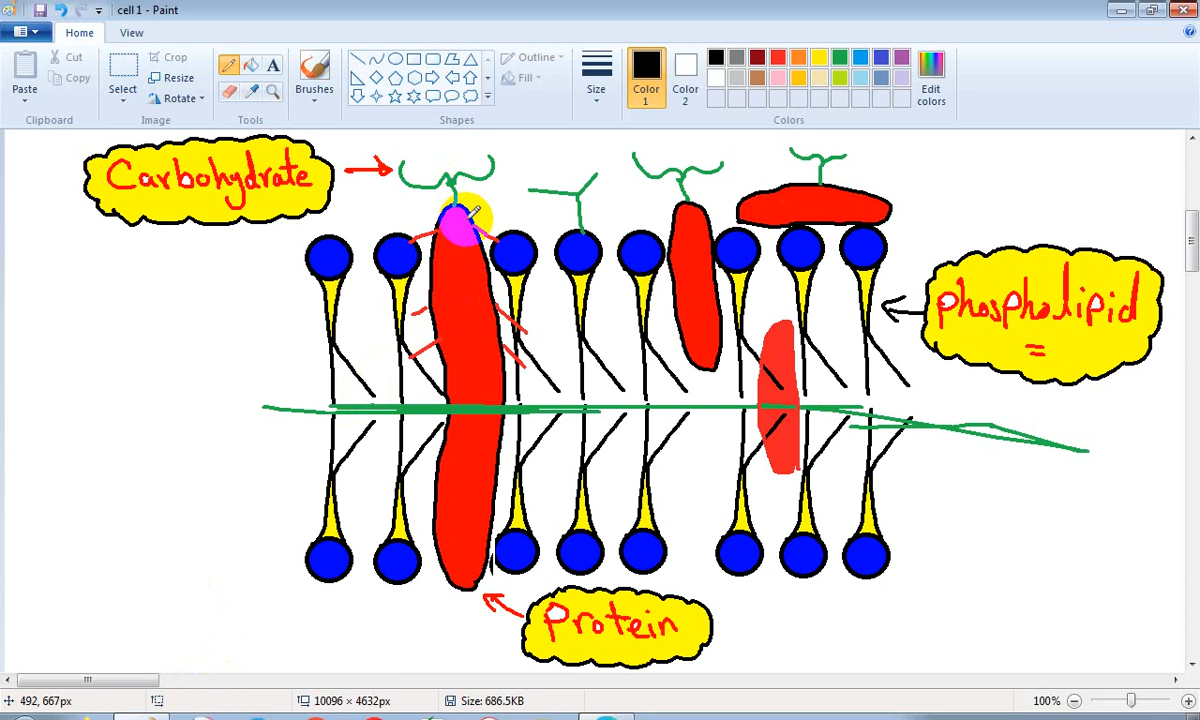 cell 1 - Paint
Home
View
Paste
Cut
Copy
Clipboard
Select
Crop
Resize
Rotate
Image
A
Tools
Brushes
Outline
Fill
Shapes
Size
Color 1
Color 2
Edit colors
Colors
Carbohydrate
phospholipid
Protein
492, 667px
10096 × 4632px
Size: 686.5KB
100%